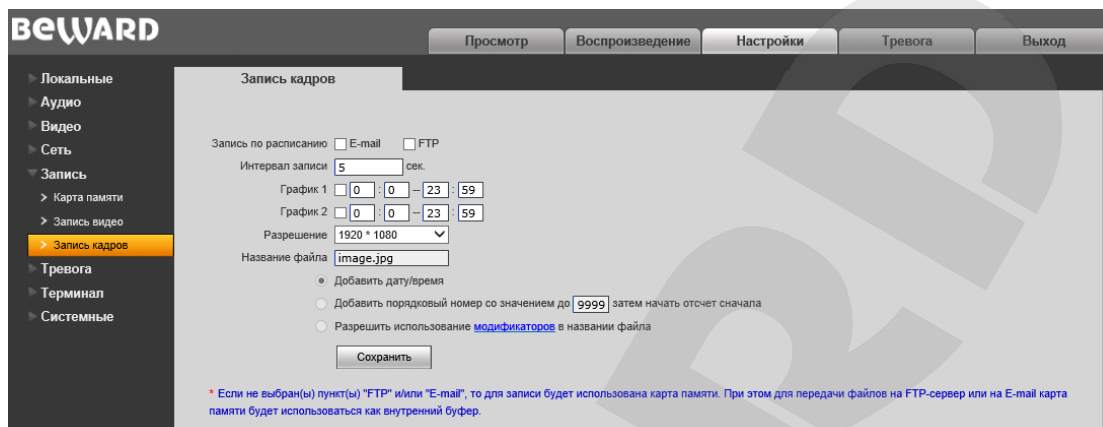 BEWARD
Просмотр Воспроизведение Настройки Тревога Выход
Локальные
Аудио
Видео
Сеть
Запись
> Карта памяти
> Запись видео
> Запись кадров
Тревога
Терминал
Системные
Запись кадров
Запись по расписанию E-mail FTP
Интервал записи 5 сек.
График 1 0 : 0 – 23 : 59
График 2 0 : 0 – 23 : 59
Разрешение 1920 * 1080
Название файла image.jpg
Добавить дату/время
Добавить порядковый номер со значением до 9999 затем начать отсчет сначала
Разрешить использование модификаторов в названии файла
Сохранить
* Если не выбран(ы) пункт(ы) "FTP" и/или "E-mail", то для записи будет использована карта памяти. При этом для передачи файлов на FTP-сервер или на E-mail карта
памяти будет использоваться как внутренний буфер.
RD